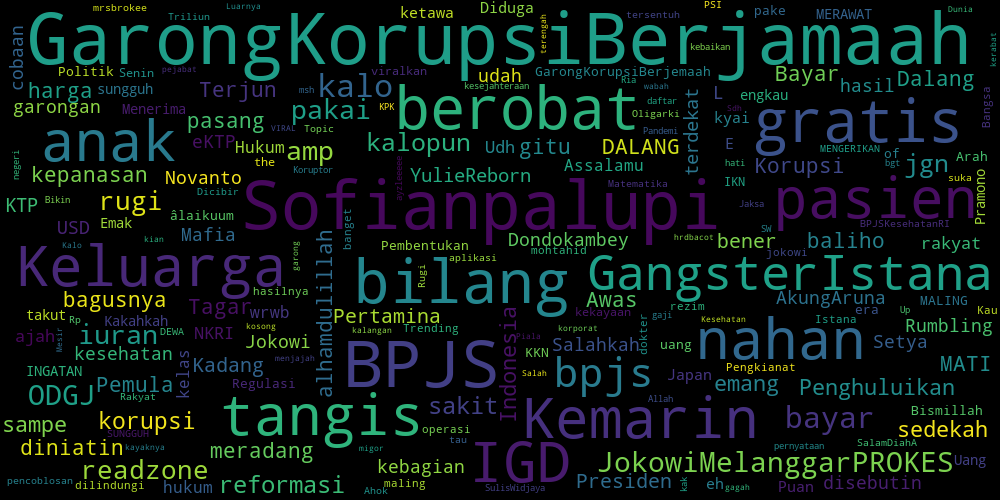 mrsbrokee Triliun Luarnya ketawa Diduga tersentuh PSI pake MERAWAT Dunia
cobaan GarongKorupsiBerjamaah terengah kebaikan kerabat
Politik Senin pejabat viralkan udah GarongKorupsiBerjemaah Bayar hasil Dalang
harga sungguh Terjun msh kalo kesejahteraan Ria wabah
garongan Menerima pakai KPK berobat daftar Oligarki terdekat L engkau Sdh kyai gratis Bangsa
anak pasang VIRAL Topic eKTP Hukum the amp kalopun Udh gitu DALANG Pandemi E MENGERIKAN of bgt jgn Arah
negeri kepanasan Novanto Koruptor YulieReborn Assalamu hati Korupsi suka
KTP Bikin rugi Dicibir Sofianpalupi Matematika IKN Jaksa pasien Pramono
USD Emak âlaikuum banget Dondokambey hrdbacot SW BPJSKesehatanRI
Mafia Pembentukan mohtahid bener jokowi baliho rakyat
Kalo kian garong aplikasi
Keluarga hasilnya alhamdulillah Rugi bilang GangsterIstana
bagusnya Tagar wrwb Pertamina Awas kekayaan rezim AkungAruna MALING Kau
takut Rp Kakahkah kosong kalangan Trending Indonesia korporat gaji era Up
ajah Mesir iuran DEWA NKRI Jokowi KKN Salahkah dokter uang Kesehatan nahan Istana Setya Rumbling
kesehatan kelas Kadang menjajah BPJS Salah Piala bpjs Japan Pengkianat MATI
INGATAN Pemula Regulasi Allah emang Penghuluikan
ODGJ Rakyat tangis sakit Kemarin bayar Bismillah
sampe korupsi SUNGGUH operasi sedekah
diniatin kayaknya meradang migor tau IGD pernyataan SalamDiahA
readzone kebagian JokowiMelanggarPROKES Uang
pencoblosan dilindungi hukum reformasi Ahok maling SulisWidjaya Presiden kak eh gagah Puan disebutin